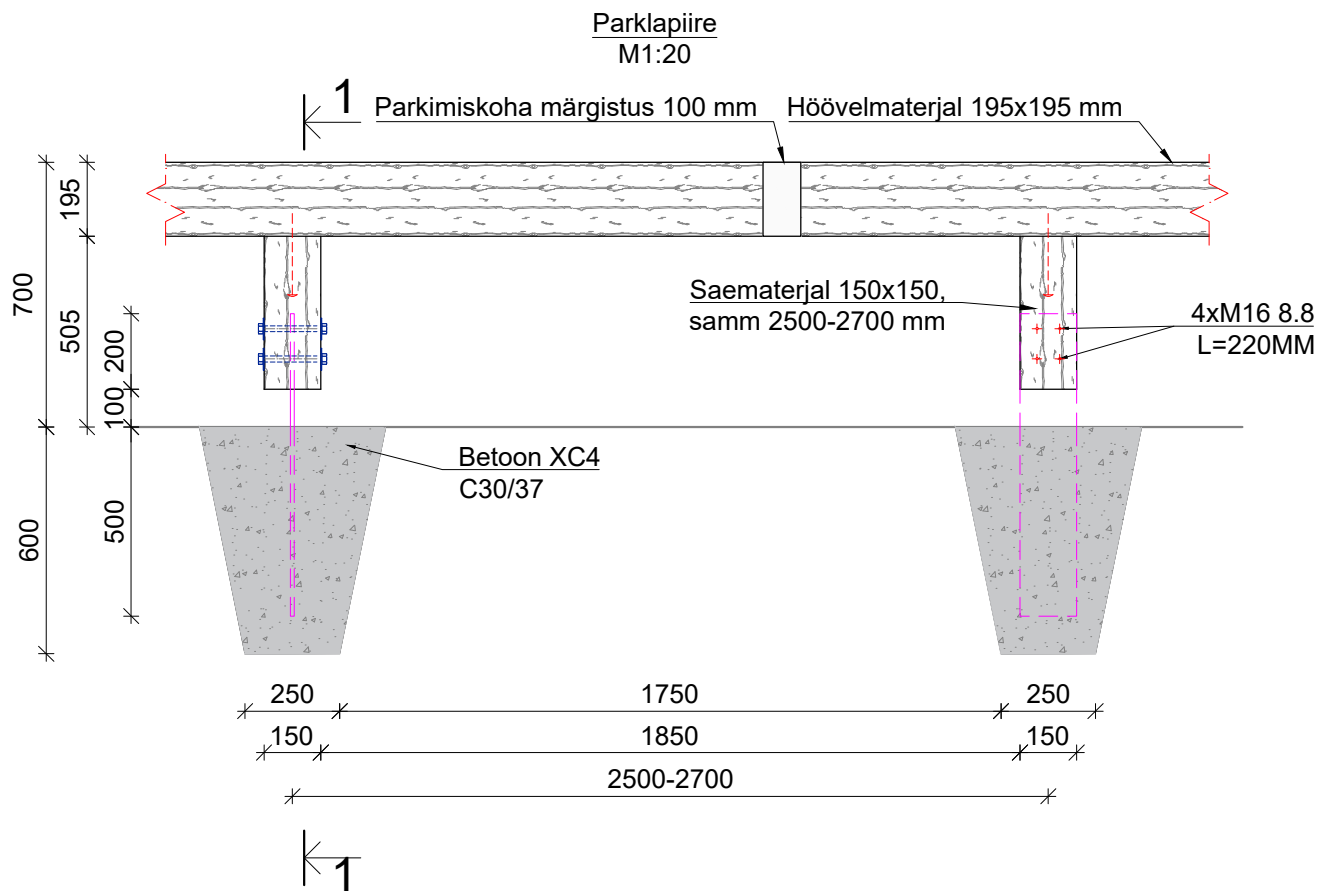 Parklapiire
M1:20
1
Parkimiskoha märgistus 100 mm
Höövelmaterjal 195x195 mm
195
700
505
200
100
Saematerjal 150x150,
samm 2500-2700 mm
4xM16 8.8
L=220MM
Betoon XC4
C30/37
600
500
250
1750
250
150
1850
150
2500-2700
1